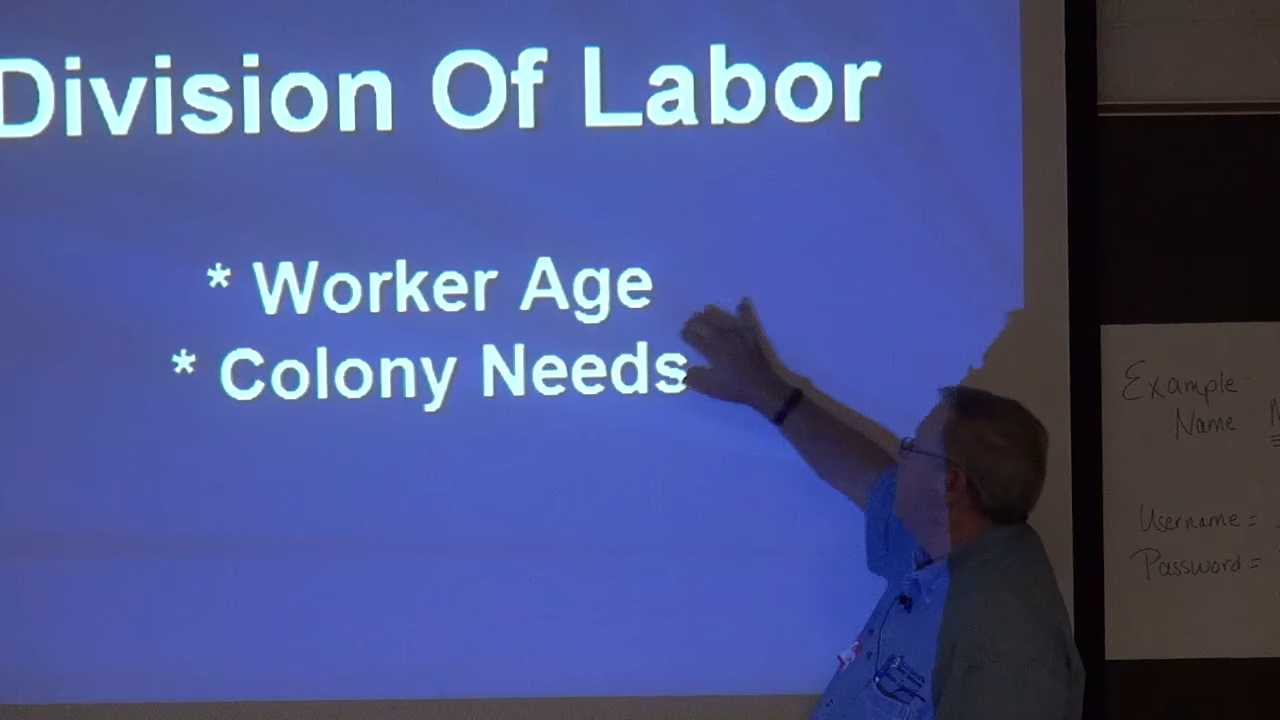 Division Of Labor
* Worker Age
* Colony Needs
Example
Name
Username =
Password =